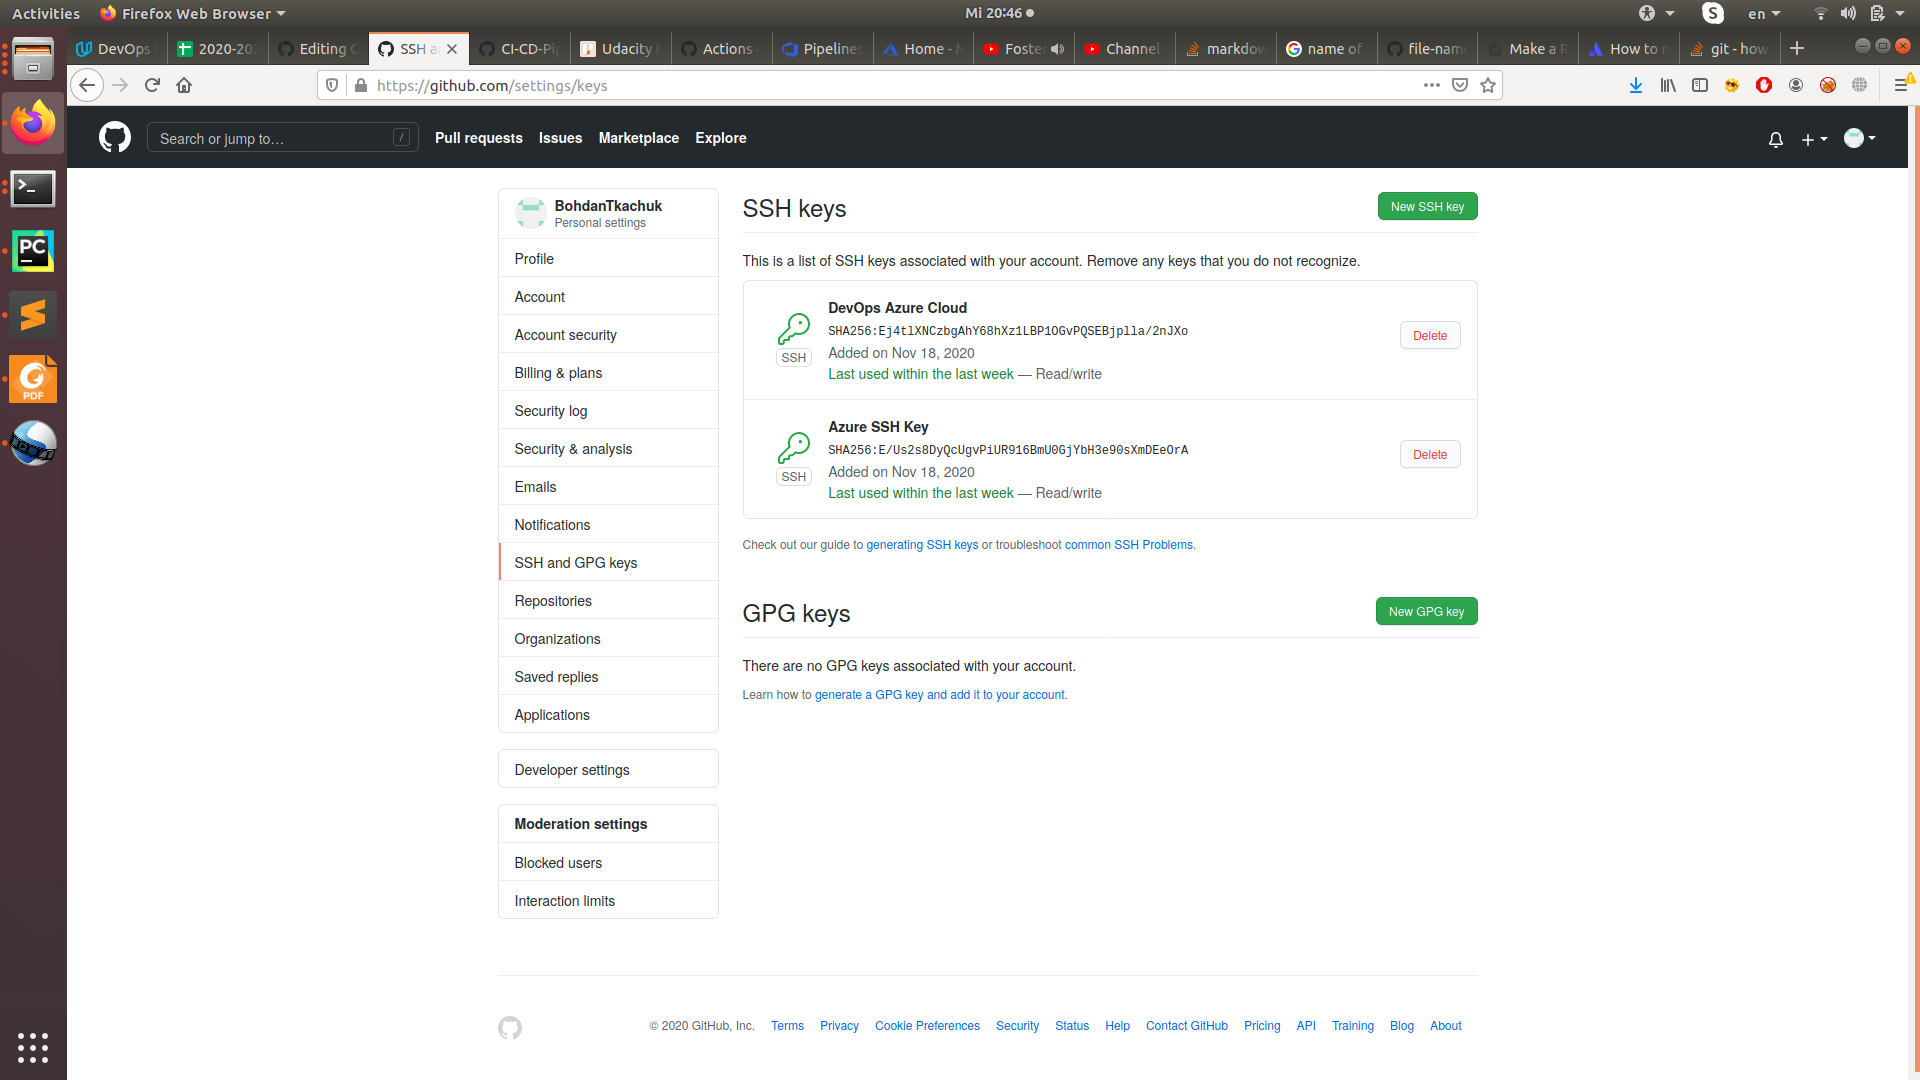 Activities
Firefox Web Browser
Mi 20:46
en
DevOps
2020-202
Editing C
SSH a
CI-CD-Pi
Udacity
Actions
Pipelines
Home - M
Foster
Channel
markdow
name of
file-name
Make a R
How to r
git - how
https://github.com/settings/keys
Search or jump to…
/
Pull requests
Issues
Marketplace
Explore
BohdanTkachuk
Personal settings
Profile
Account
Account security
Billing & plans
Security log
Security & analysis
Emails
Notifications
SSH and GPG keys
Repositories
Organizations
Saved replies
Applications
Developer settings
Moderation settings
Blocked users
Interaction limits
SSH keys
New SSH key
This is a list of SSH keys associated with your account. Remove any keys that you do not recognize.
SSH
DevOps Azure Cloud
SHA256:Ej4tlXNCzbgAhY68hXz1LBP1OGvPQSEBjplla/2nJXo
Added on Nov 18, 2020
Last used within the last week — Read/write
Delete
SSH
Azure SSH Key
SHA256:E/Us2s8DyQcUgvPiUR916BmU0GjYbH3e90sXmDEeOrA
Added on Nov 18, 2020
Last used within the last week — Read/write
Delete
Check out our guide to generating SSH keys or troubleshoot common SSH Problems.
GPG keys
New GPG key
There are no GPG keys associated with your account.
Learn how to generate a GPG key and add it to your account.
© 2020 GitHub, Inc.
Terms
Privacy
Cookie Preferences
Security
Status
Help
Contact GitHub
Pricing
API
Training
Blog
About
PC
PDF